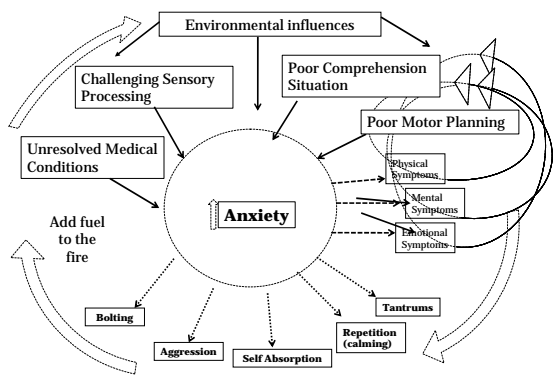 Environmental influences
Challenging Sensory
Processing
Poor Comprehension
Situation
Poor Motor Planning
Unresolved Medical
Conditions
Physical
Symptoms
Mental
Symptoms
Emotional
Symptoms
Anxiety
Add fuel
to the
fire
Bolting
Aggression
Self Absorption
Repetition
(calming)
Tantrums